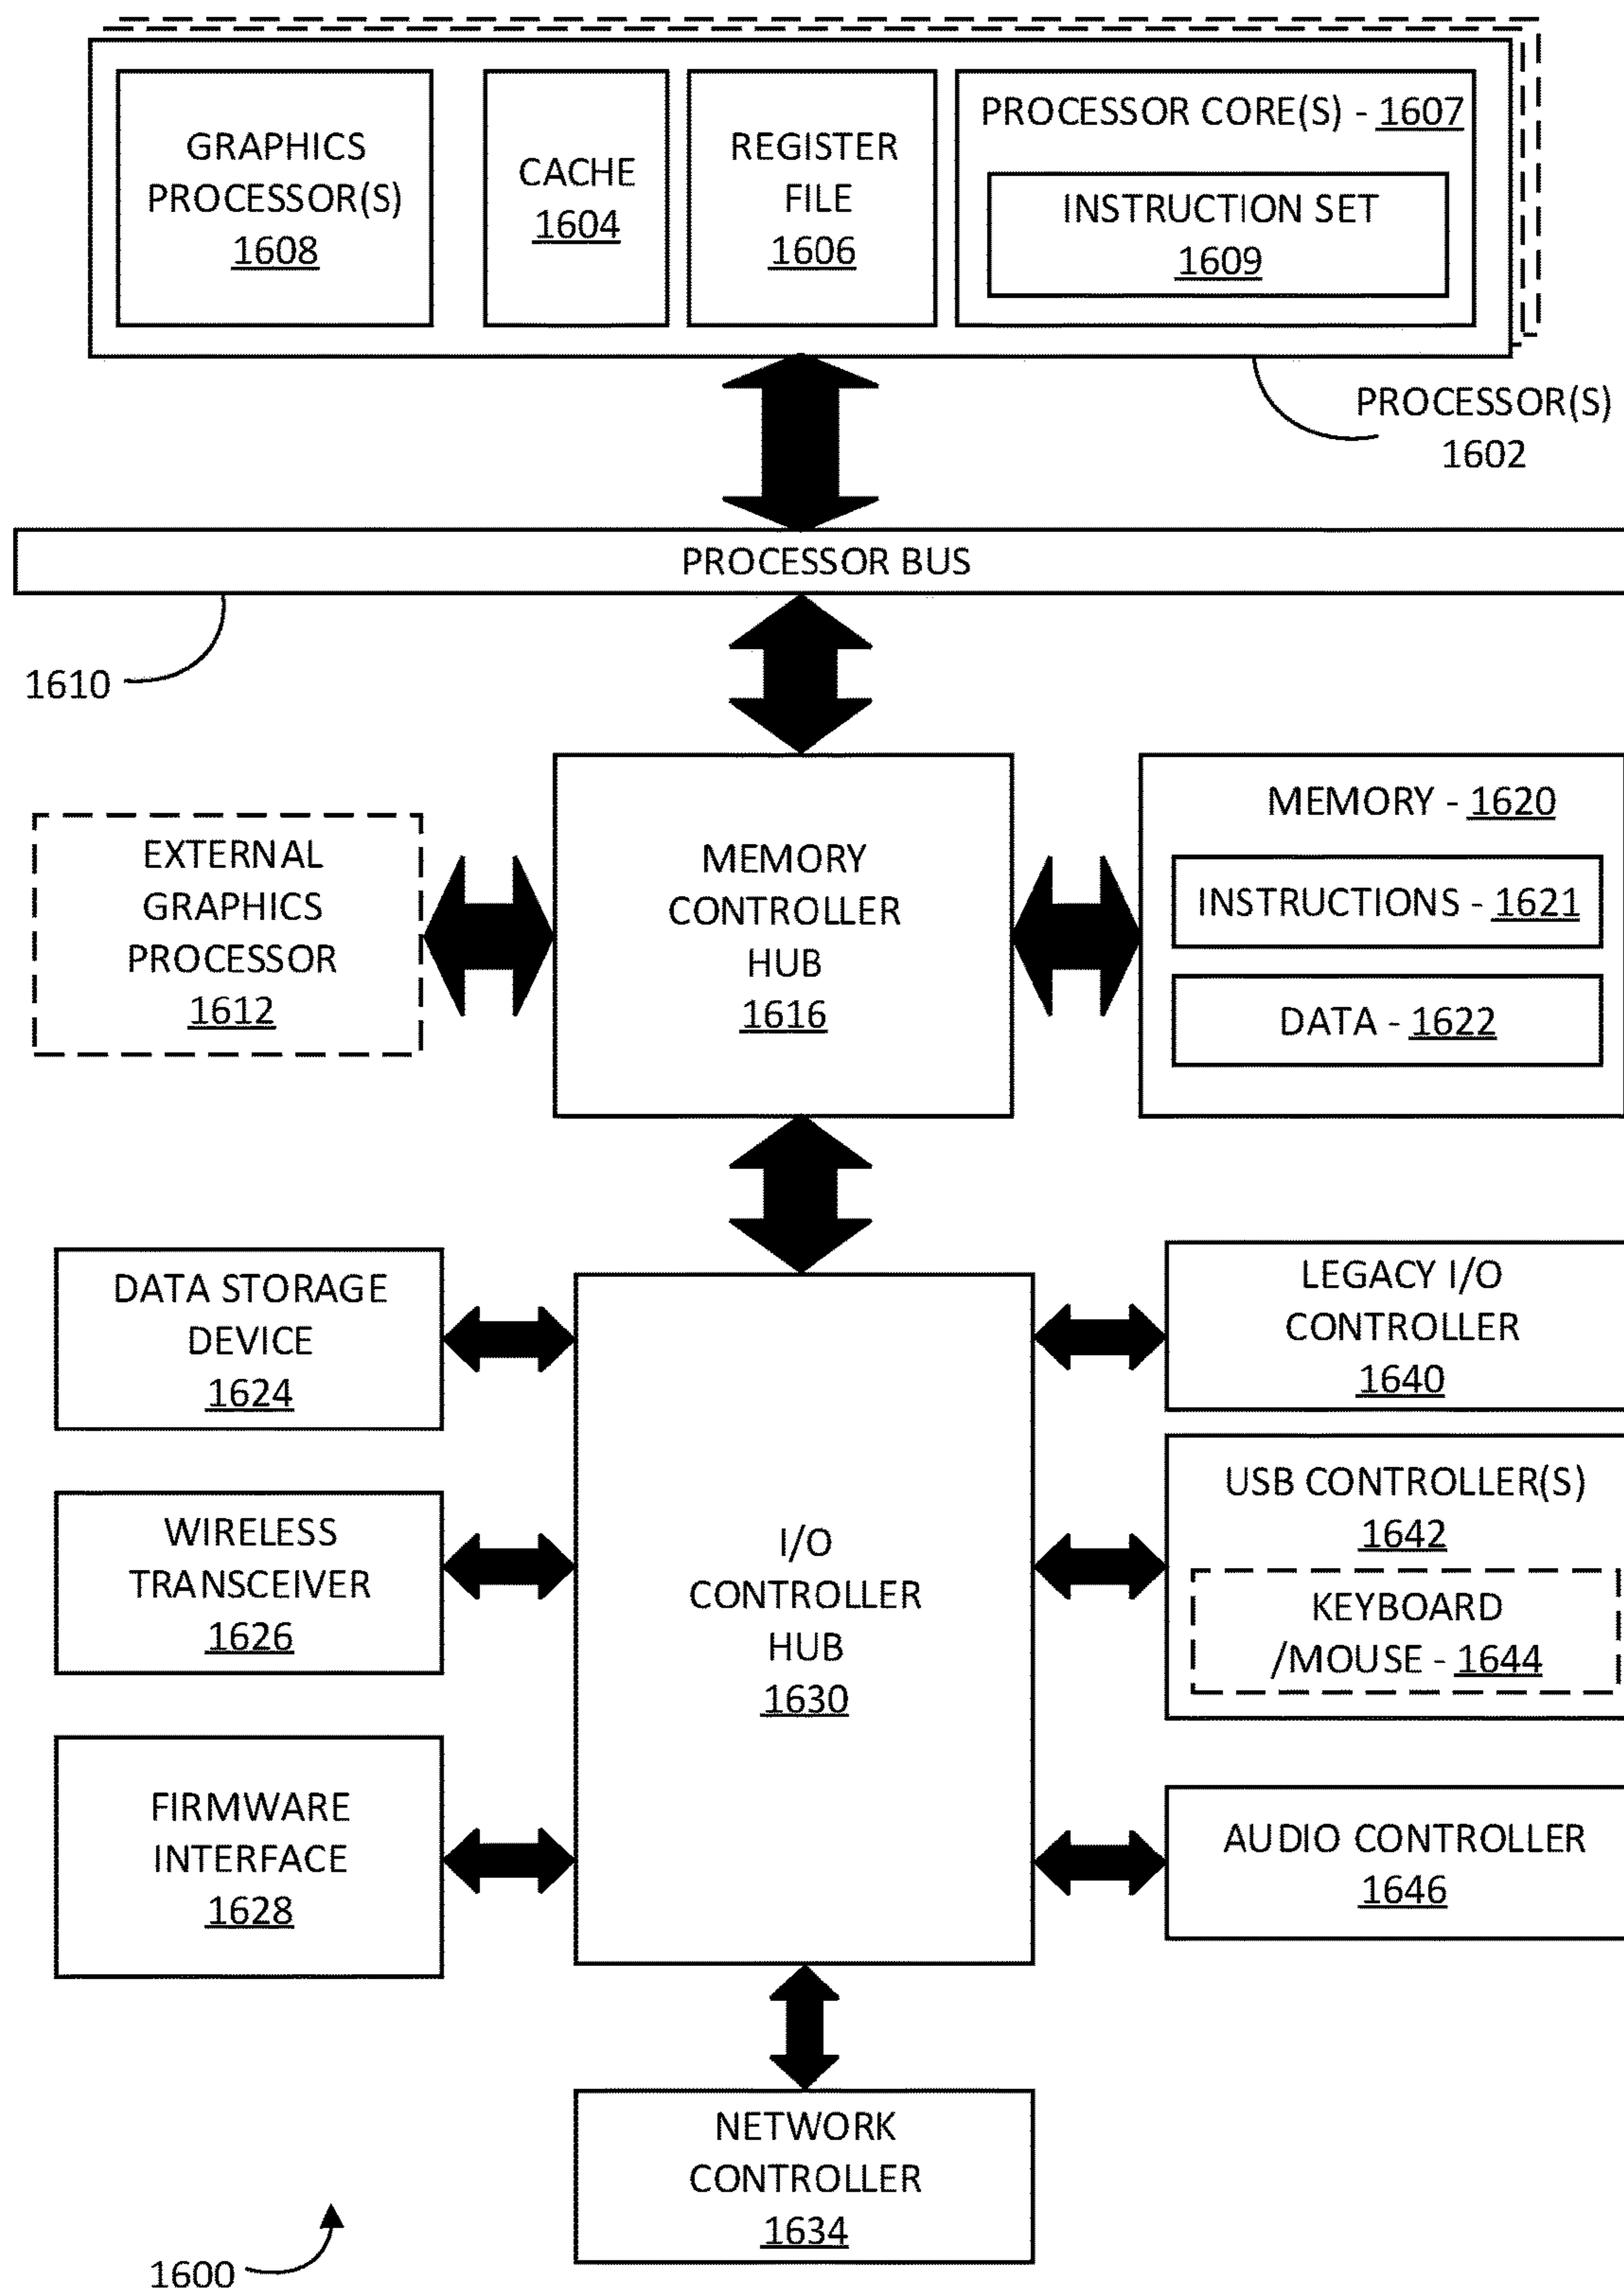 GRAPHICS
PROCESSOR(S)
1608
CACHE
1604
REGISTER
FILE
1606
PROCESSOR CORE(S) - 1607
INSTRUCTION SET
1609
PROCESSOR(S)
1602
PROCESSOR BUS
1610
EXTERNAL
GRAPHICS
PROCESSOR
1612
MEMORY
CONTROLLER
HUB
1616
MEMORY - 1620
INSTRUCTIONS - 1621
DATA - 1622
DATA STORAGE
DEVICE
1624
WIRELESS
TRANSCEIVER
1626
FIRMWARE
INTERFACE
1628
I/O
CONTROLLER
HUB
1630
LEGACY I/O
CONTROLLER
1640
USB CONTROLLER(S)
1642
KEYBOARD
/MOUSE - 1644
AUDIO CONTROLLER
1646
NETWORK
CONTROLLER
1634
1600